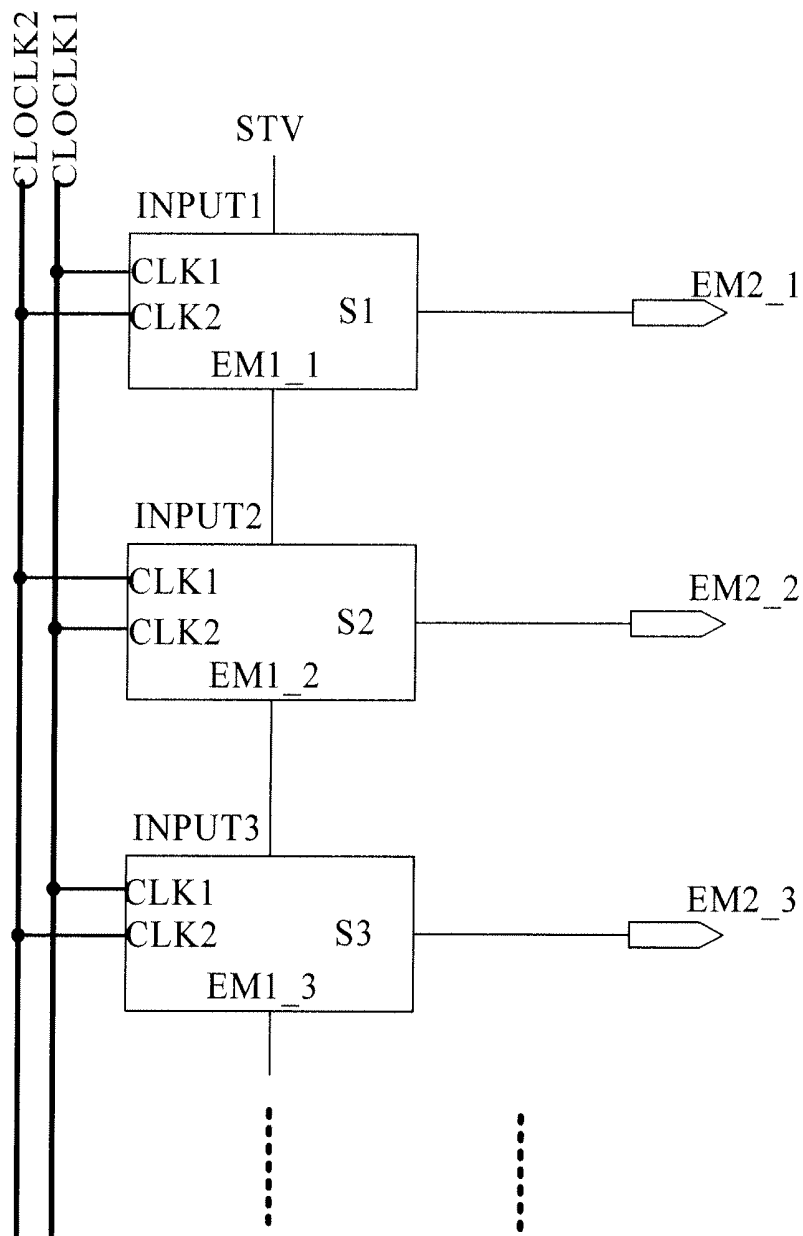 CLOCLK2
CLOCLK1
STV
INPUT1
CLK1
CLK2
S1
EM1_1
EM2_1
INPUT2
CLK1
CLK2
S2
EM1_2
EM2_2
INPUT3
CLK1
CLK2
S3
EM1_3
EM2_3